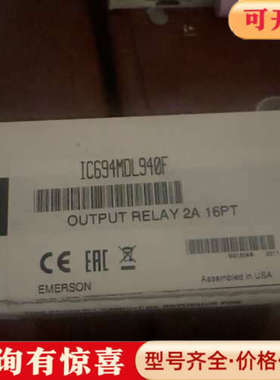 可开
IC694MDL940F
OUTPUT RELAY 2A 16PT
CE EAC
EMERSON
Assembled in USA
询有惊喜
型号齐全·价格